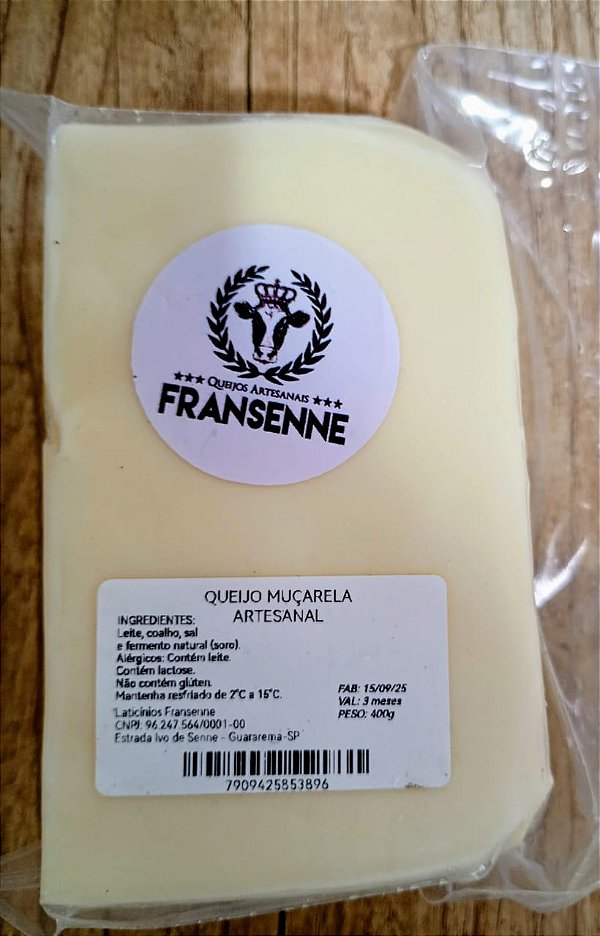 ★★★ QUEIJOS ARTESANAIS ★★★
FRANSENNE
QUEIJO MUÇARELA
ARTESANAL
INGREDIENTES:
Leite, coalho, sal
e fermento natural (soro).
Alérgicos: Contém leite.
Contém lactose.
Não contém glúten.
Mantenha resfriado de 2°C a 15°C.
FAB: 15/09/25
VAL: 3 meses
PESO: 400g
Laticínios Fransenne
CNPJ: 96.247.564/0001-00
Estrada Ivo de Senne - Guararema-SP
7909425853896